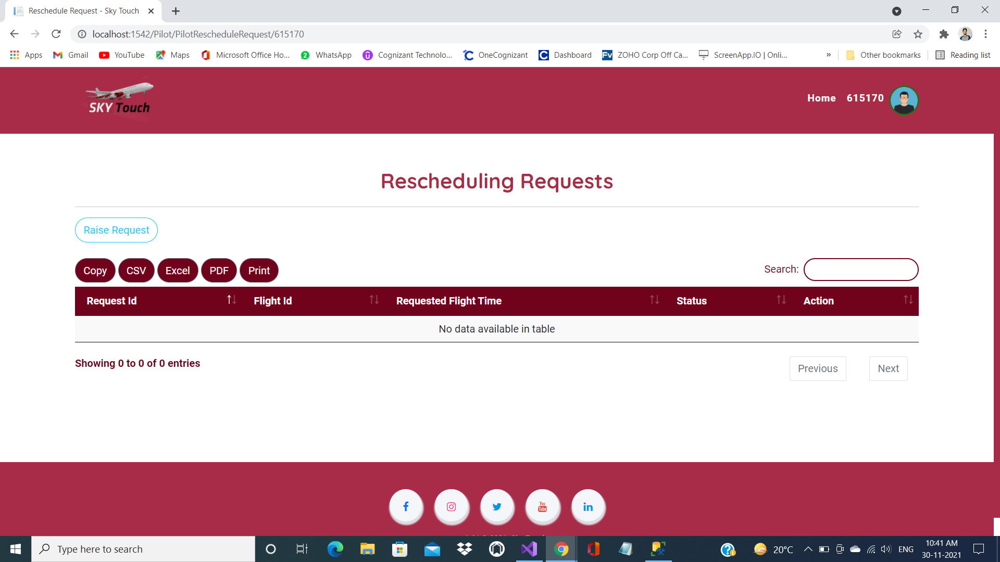 Reschedule Request - Sky Touch
localhost:1542/Pilot/PilotRescheduleRequest/615170
Apps Gmail YouTube Maps Microsoft Office Ho... WhatsApp Cognizant Technolo... OneCognizant Dashboard ZOHO Corp Off Ca... ScreenApp.IO | Onli... » Other bookmarks Reading list
SKY Touch
Home 615170
Rescheduling Requests
Raise Request
Copy CSV Excel PDF Print Search:
Request Id Flight Id Requested Flight Time Status Action
No data available in table
Showing 0 to 0 of 0 entries Previous Next
You
Tube
in
Type here to search
20°C ENG
10:41 AM
30-11-2021